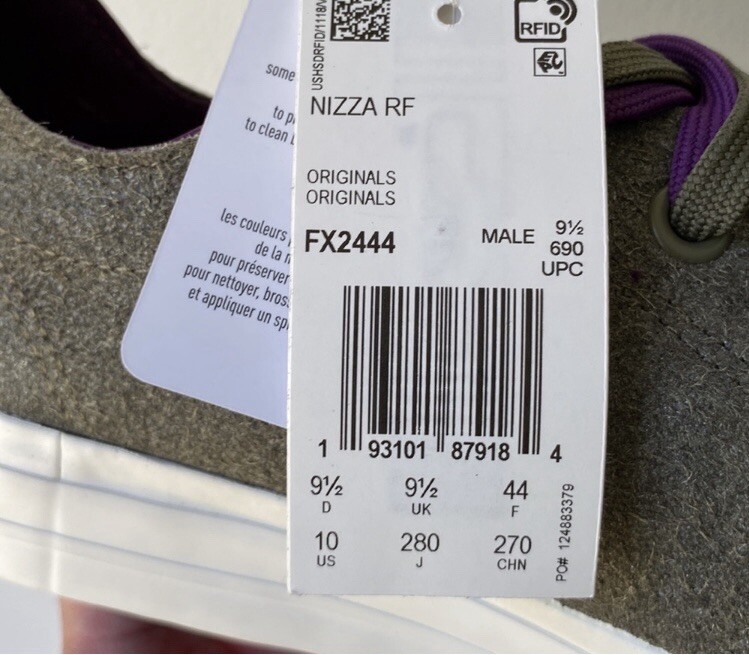 some
to
to clean
les couleurs
de la
pour préserver
pour nettoyer,
et appliquer un
USHSDRFID/1118/
RFID
NIZZA RF
ORIGINALS
ORIGINALS
FX2444
MALE 9½
690
UPC
1 93101 87918 4
9½ 9½ 44
D UK F
10 280 270
US J CHN
PO# 124883379